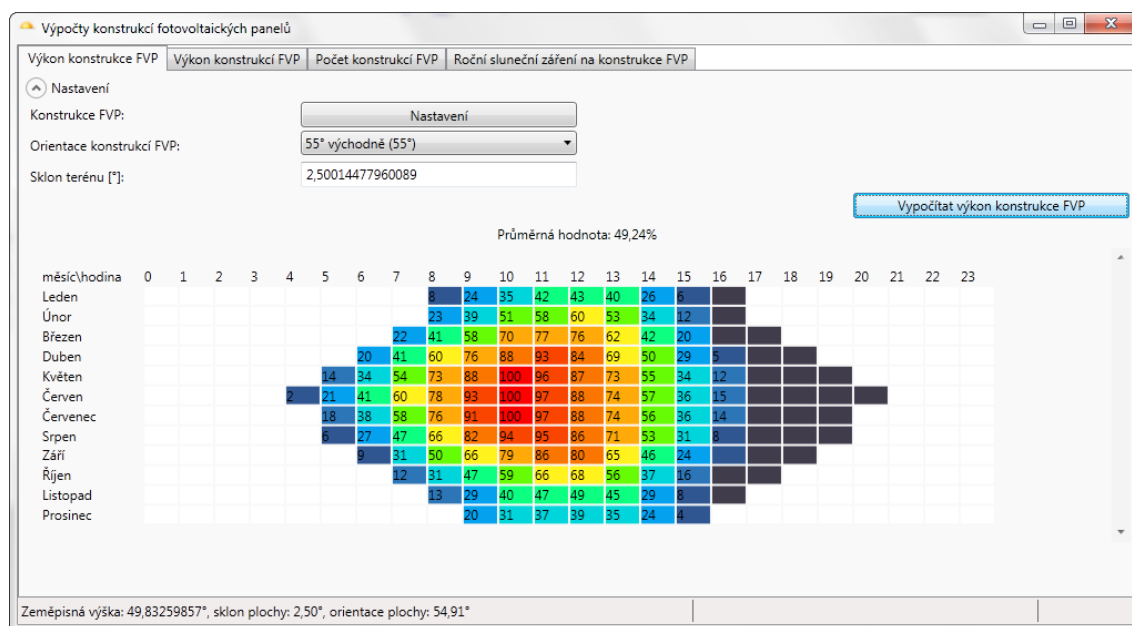 Výpočty konstrukcí fotovoltaických panelů
Výkon konstrukce FVP Výkon konstrukcí FVP Počet konstrukcí FVP Roční sluneční záření na konstrukce FVP
Nastavení
Konstrukce FVP: Nastavení
Orientace konstrukcí FVP: 55° východně (55°)
Sklon terénu [°]: 2,50014477960089
Vypočítat výkon konstrukce FVP
Průměrná hodnota: 49,24%
měsíc\hodina 0 1 2 3 4 5 6 7 8 9 10 11 12 13 14 15 16 17 18 19 20 21 22 23
Leden 8 24 35 42 43 40 26 6
Únor 23 39 51 58 60 53 34 12
Březen 22 41 58 70 77 76 62 42 20
Duben 20 41 60 76 88 93 84 69 50 29 5
Květen 14 34 54 73 88 100 96 87 73 55 34 12
Červen 2 21 41 60 78 93 100 97 88 74 57 36 15
Červenec 18 38 58 76 91 100 97 88 74 56 36 14
Srpen 6 27 47 66 82 94 95 86 71 53 31 8
Září 9 31 50 66 79 86 80 65 46 24
Říjen 12 31 47 59 66 68 56 37 16
Listopad 13 29 40 47 49 45 29 8
Prosinec 20 31 37 39 35 24 4
Zeměpisná výška: 49,83259857°, sklon plochy: 2,50°, orientace plochy: 54,91°